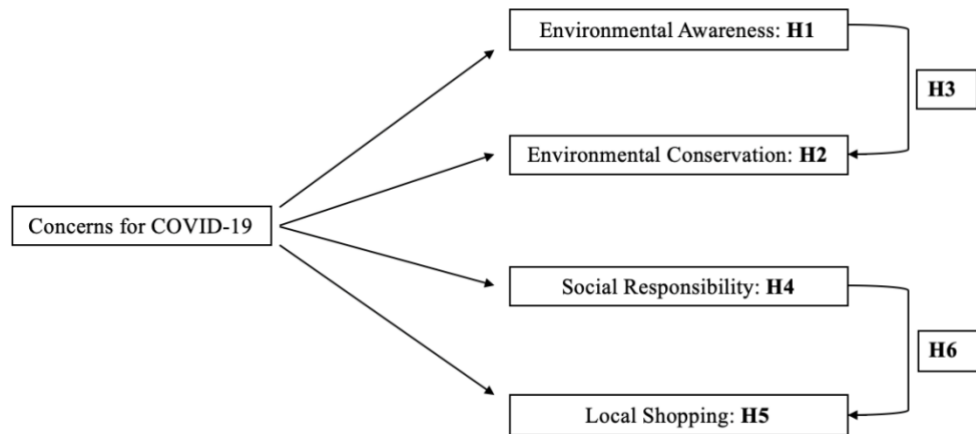 Environmental Awareness: H1
H3
Environmental Conservation: H2
Concerns for COVID-19
Social Responsibility: H4
H6
Local Shopping: H5